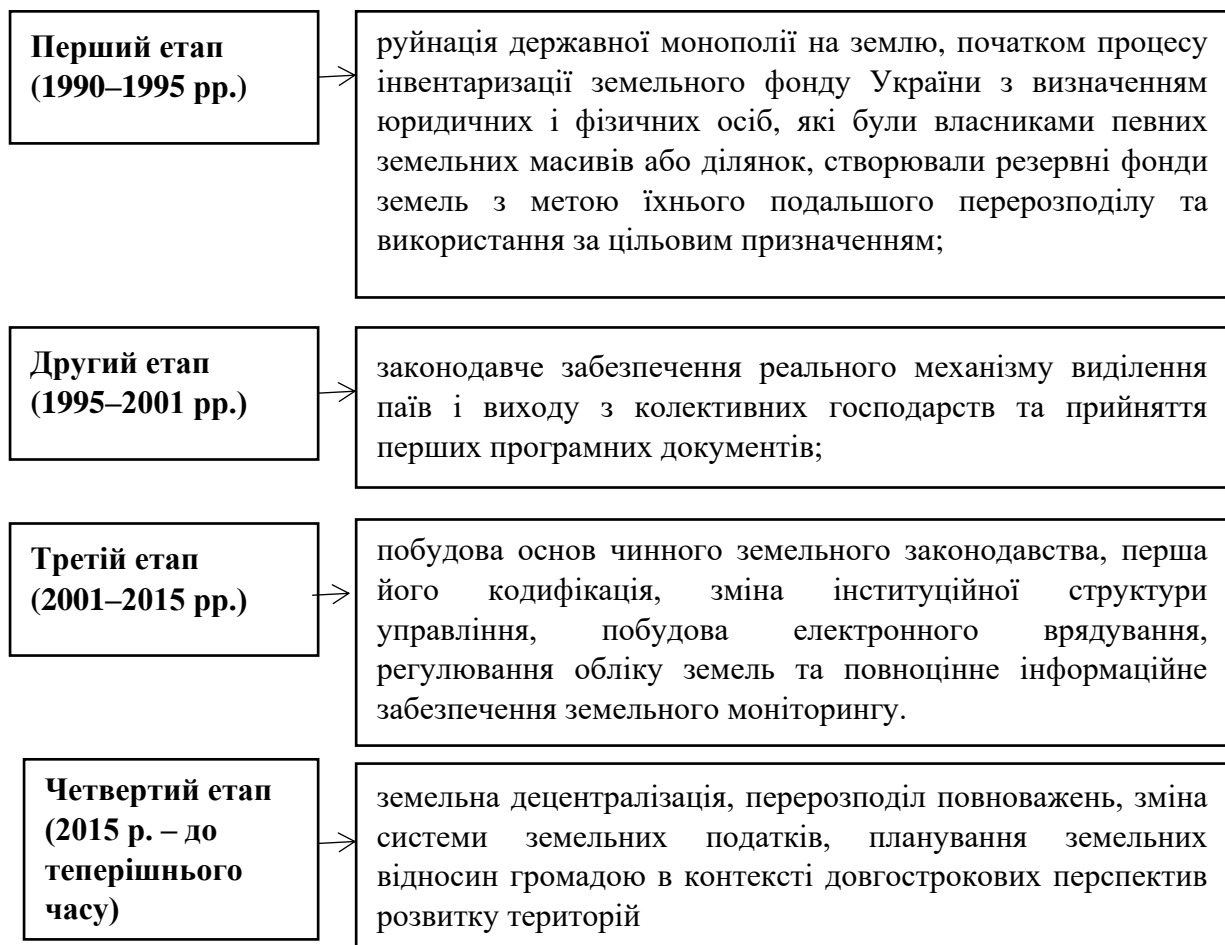 Перший етап
(1990–1995 рр.)
руйнація державної монополії на землю, початком процесу
інвентаризації земельного фонду України з визначенням
юридичних і фізичних осіб, які були власниками певних
земельних масивів або ділянок, створювали резервні фонди
земель з метою їхнього подальшого перерозподілу та
використання за цільовим призначенням;
Другий етап
(1995–2001 рр.)
законодавче забезпечення реального механізму виділення
паїв і виходу з колективних господарств та прийняття
перших програмних документів;
Третій етап
(2001–2015 рр.)
побудова основ чинного земельного законодавства, перша
його кодифікація, зміна інституційної структури
управління, побудова електронного врядування,
регулювання обліку земель та повноцінне інформаційне
забезпечення земельного моніторингу.
Четвертий етап
(2015 р. – до
теперішнього
часу)
земельна децентралізація, перерозподіл повноважень, зміна
системи земельних податків, планування земельних
відносин громадою в контексті довгострокових перспектив
розвитку територій